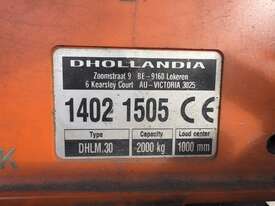 DHOLLANDIA
Zoomstraat 9 BE-9160 Lokeren
6 Kearsley Court AU-VICTORIA 3025
1402 1505 CE
Type Capacity Load center
DHLM.30 2000 kg 1000 mm
K